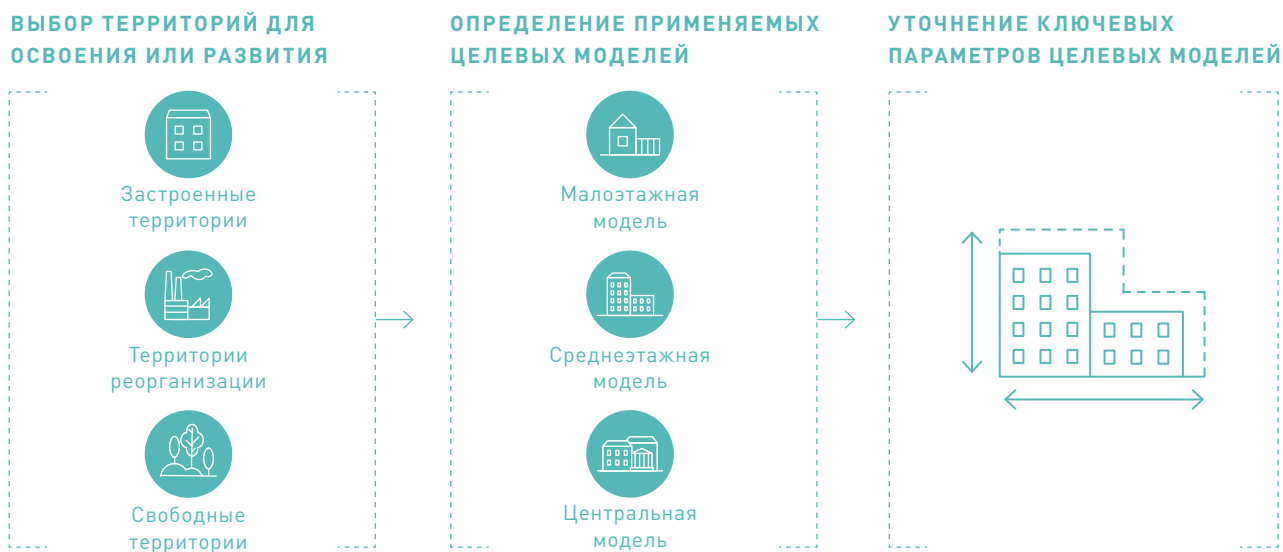 ВЫБОР ТЕРРИТОРИЙ ДЛЯ
ОСВОЕНИЯ ИЛИ РАЗВИТИЯ
Застроенные
территории
Территории
реорганизации
Свободные
территории
ОПРЕДЕЛЕНИЕ ПРИМЕНЯЕМЫХ
ЦЕЛЕВЫХ МОДЕЛЕЙ
Малоэтажная
модель
Среднеэтажная
модель
Центральная
модель
УТОЧНЕНИЕ КЛЮЧЕВЫХ
ПАРАМЕТРОВ ЦЕЛЕВЫХ МОДЕЛЕЙ